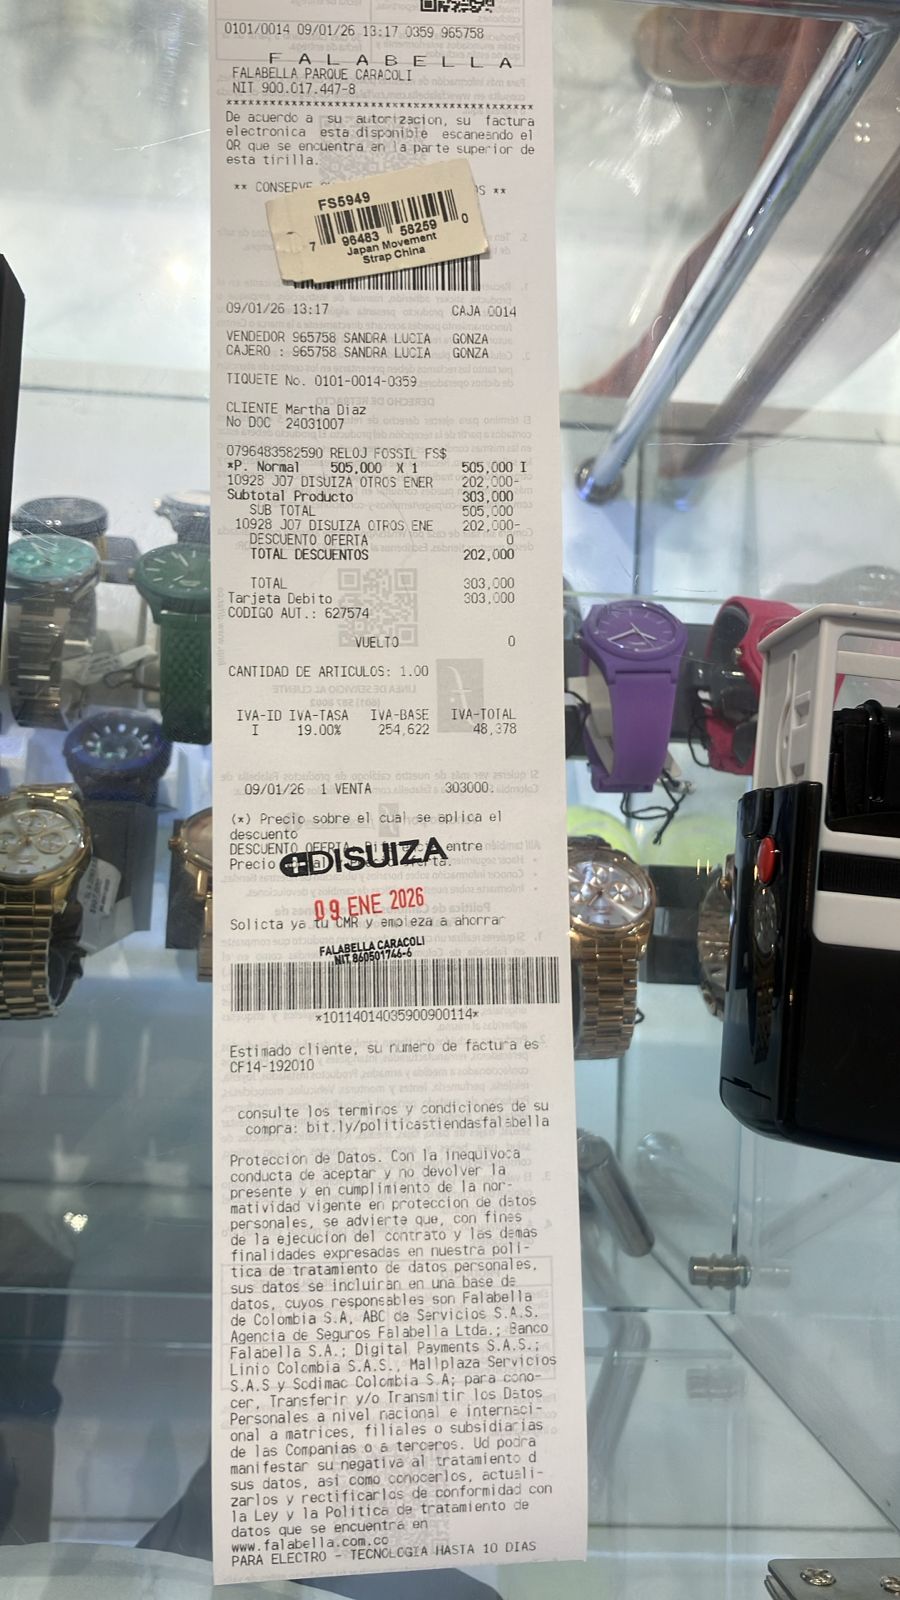 0101/0014 09/01/26 13:17 0359 965758
FALABELLA
FALABELLA PARQUE CARACOLI
NIT 900.017.447-8
****************************************
De acuerdo a su autorizacion, su factura
electronica esta disponible escaneando el
QR que se encuentra en la parte superior de
esta tirilla.
** CONSERVE OS **
FS5949
7 96483 58259 0
Japan Movement
Strap China
09/01/26 13:17 CAJA 0014
VENDEDOR 965758 SANDRA LUCIA GONZA
CAJERO : 965758 SANDRA LUCIA GONZA
TIQUETE No. 0101-0014-0359
CLIENTE Martha Diaz
No DOC 24031007
0796483582590 RELOJ FOSSIL FS$
*P. Normal 505,000 X 1 505,000 I
10928 J07 DISUIZA OTROS ENER 202,000-
Subtotal Producto 303,000
SUB TOTAL 505,000
10928 J07 DISUIZA OTROS ENE 202,000-
DESCUENTO OFERTA 0
TOTAL DESCUENTOS 202,000
TOTAL 303,000
Tarjeta Debito 303,000
CODIGO AUT.: 627574
VUELTO 0
CANTIDAD DE ARTICULOS: 1.00
IVA-ID IVA-TASA IVA-BASE IVA-TOTAL
I 19.00% 254,622 48,378
09/01/26 1 VENTA 303000.
(*) Precio sobre el cual se aplica el
descuento
DESCUENTO OFERTA entre
Precio
DISUIZA
09 ENE 2026
Solicita ya tu CMR y empieza a ahorrar
FALABELLA CARACOLI
NIT 860501746-6
*10114014035900900114*
Estimado cliente, su numero de factura es
CF14-192010
consulte los terminos y condiciones de su
compra: bit.ly/politicastiendasfalabella
Proteccion de Datos. Con la inequivoca
conducta de aceptar y no devolver la
presente y en cumplimiento de la nor-
matividad vigente en proteccion de datos
personales, se advierte que, con fines
de la ejecucion del contrato y las demas
finalidades expresadas en nuestra poli-
tica de tratamiento de datos personales,
sus datos se incluiran en una base de
datos, cuyos responsables son Falabella
de Colombia S.A, ABC de Servicios S.A.S.
Agencia de Seguros Falabella Ltda.; Banco
Falabella S.A.; Digital Payments S.A.S.;
Linio Colombia S.A.S., Mallplaza Servicios
S.A.S y Sodimac Colombia S.A; para cono-
cer, Transferir y/o Transmitir los Datos
Personales a nivel nacional e internaci-
onal a matrices, filiales o subsidiarias
de las Companias o a terceros. Ud podra
manifestar su negativa al tratamiento d
sus datos, asi como conocerlos, actuali-
zarlos y rectificarlos de conformidad con
la Ley y la Politica de tratamiento de
datos que se encuentra en
www.falabella.com.co
PARA ELECTRO - TECNOLOGIA HASTA 10 DIAS